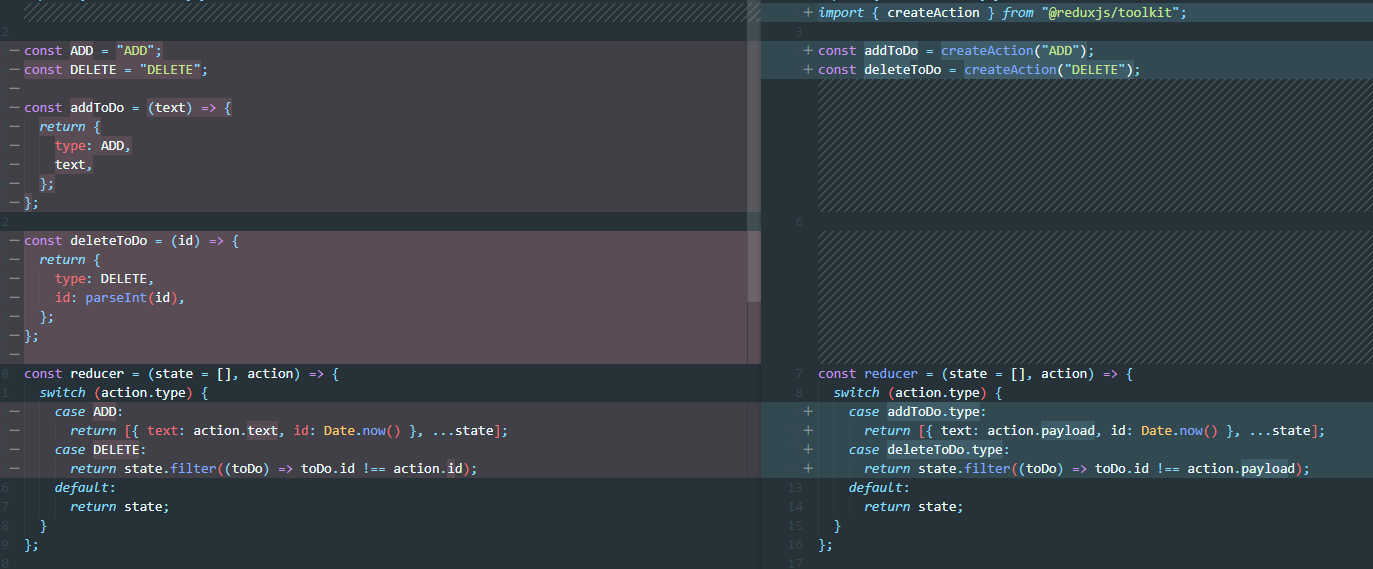 + import { createAction } from "@reduxjs/toolkit";
2
3
− const ADD = "ADD";
− const DELETE = "DELETE";
−
− const addToDo = (text) => {
− return {
− type: ADD,
− text,
− };
− };
2
− const deleteToDo = (id) => {
− return {
− type: DELETE,
− id: parseInt(id),
− };
− };
−
0 const reducer = (state = [], action) => {
1 switch (action.type) {
− case ADD:
− return [{ text: action.text, id: Date.now() }, ...state];
− case DELETE:
− return state.filter((toDo) => toDo.id !== action.id);
6 default:
7 return state;
8 }
9 };
0
+ const addToDo = createAction("ADD");
+ const deleteToDo = createAction("DELETE");
6
7 const reducer = (state = [], action) => {
8 switch (action.type) {
+ case addToDo.type:
+ return [{ text: action.payload, id: Date.now() }, ...state];
+ case deleteToDo.type:
+ return state.filter((toDo) => toDo.id !== action.payload);
13 default:
14 return state;
15 }
16 };
17